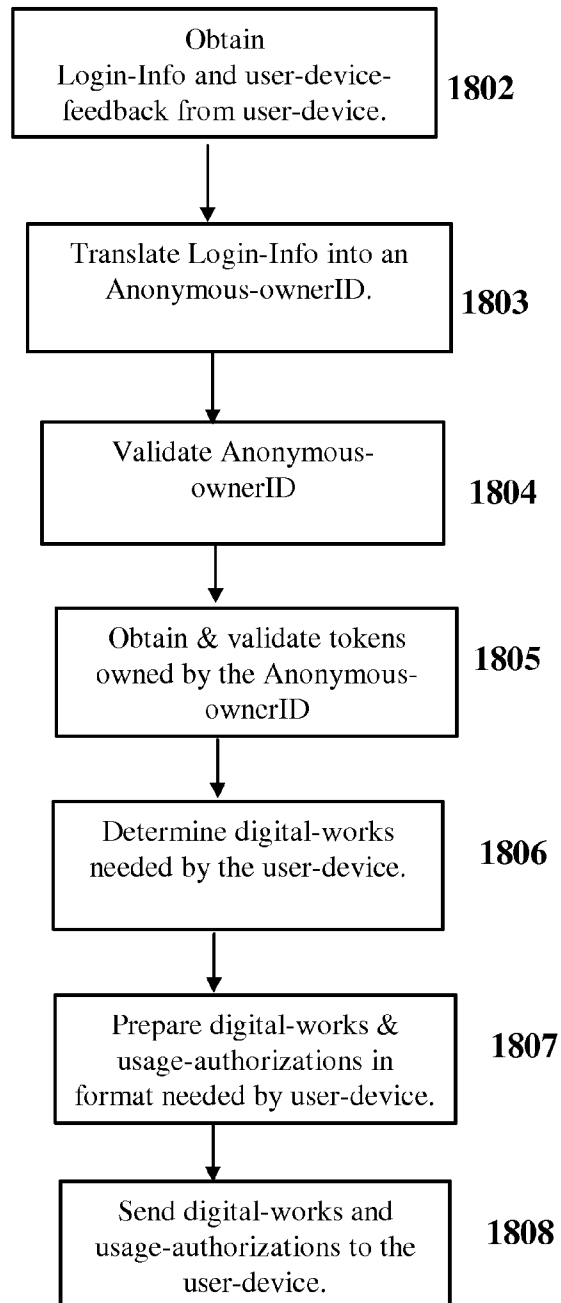 Obtain
Login-Info and user-device-
feedback from user-device.
1802
Translate Login-Info into an
Anonymous-ownerID.
1803
Validate Anonymous-
ownerID
1804
Obtain & validate tokens
owned by the Anonymous-
ownerID
1805
Determine digital-works
needed by the user-device.
1806
Prepare digital-works &
usage-authorizations in
format needed by user-device.
1807
Send digital-works and
usage-authorizations to the
user-device.
1808